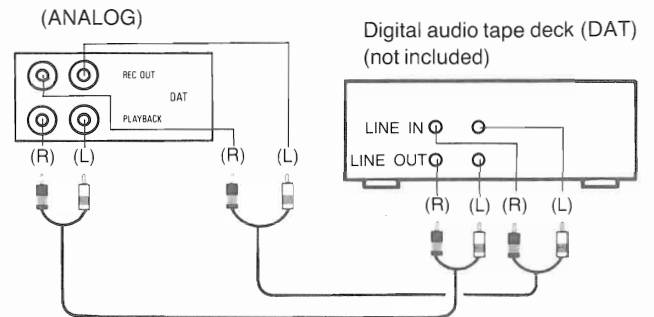 (ANALOG)
Digital audio tape deck (DAT)
(not included)
REC OUT
DAT
PLAYBACK
LINE IN
LINE OUT
(R) (L) (R) (L)
(R) (L) (R) (L)